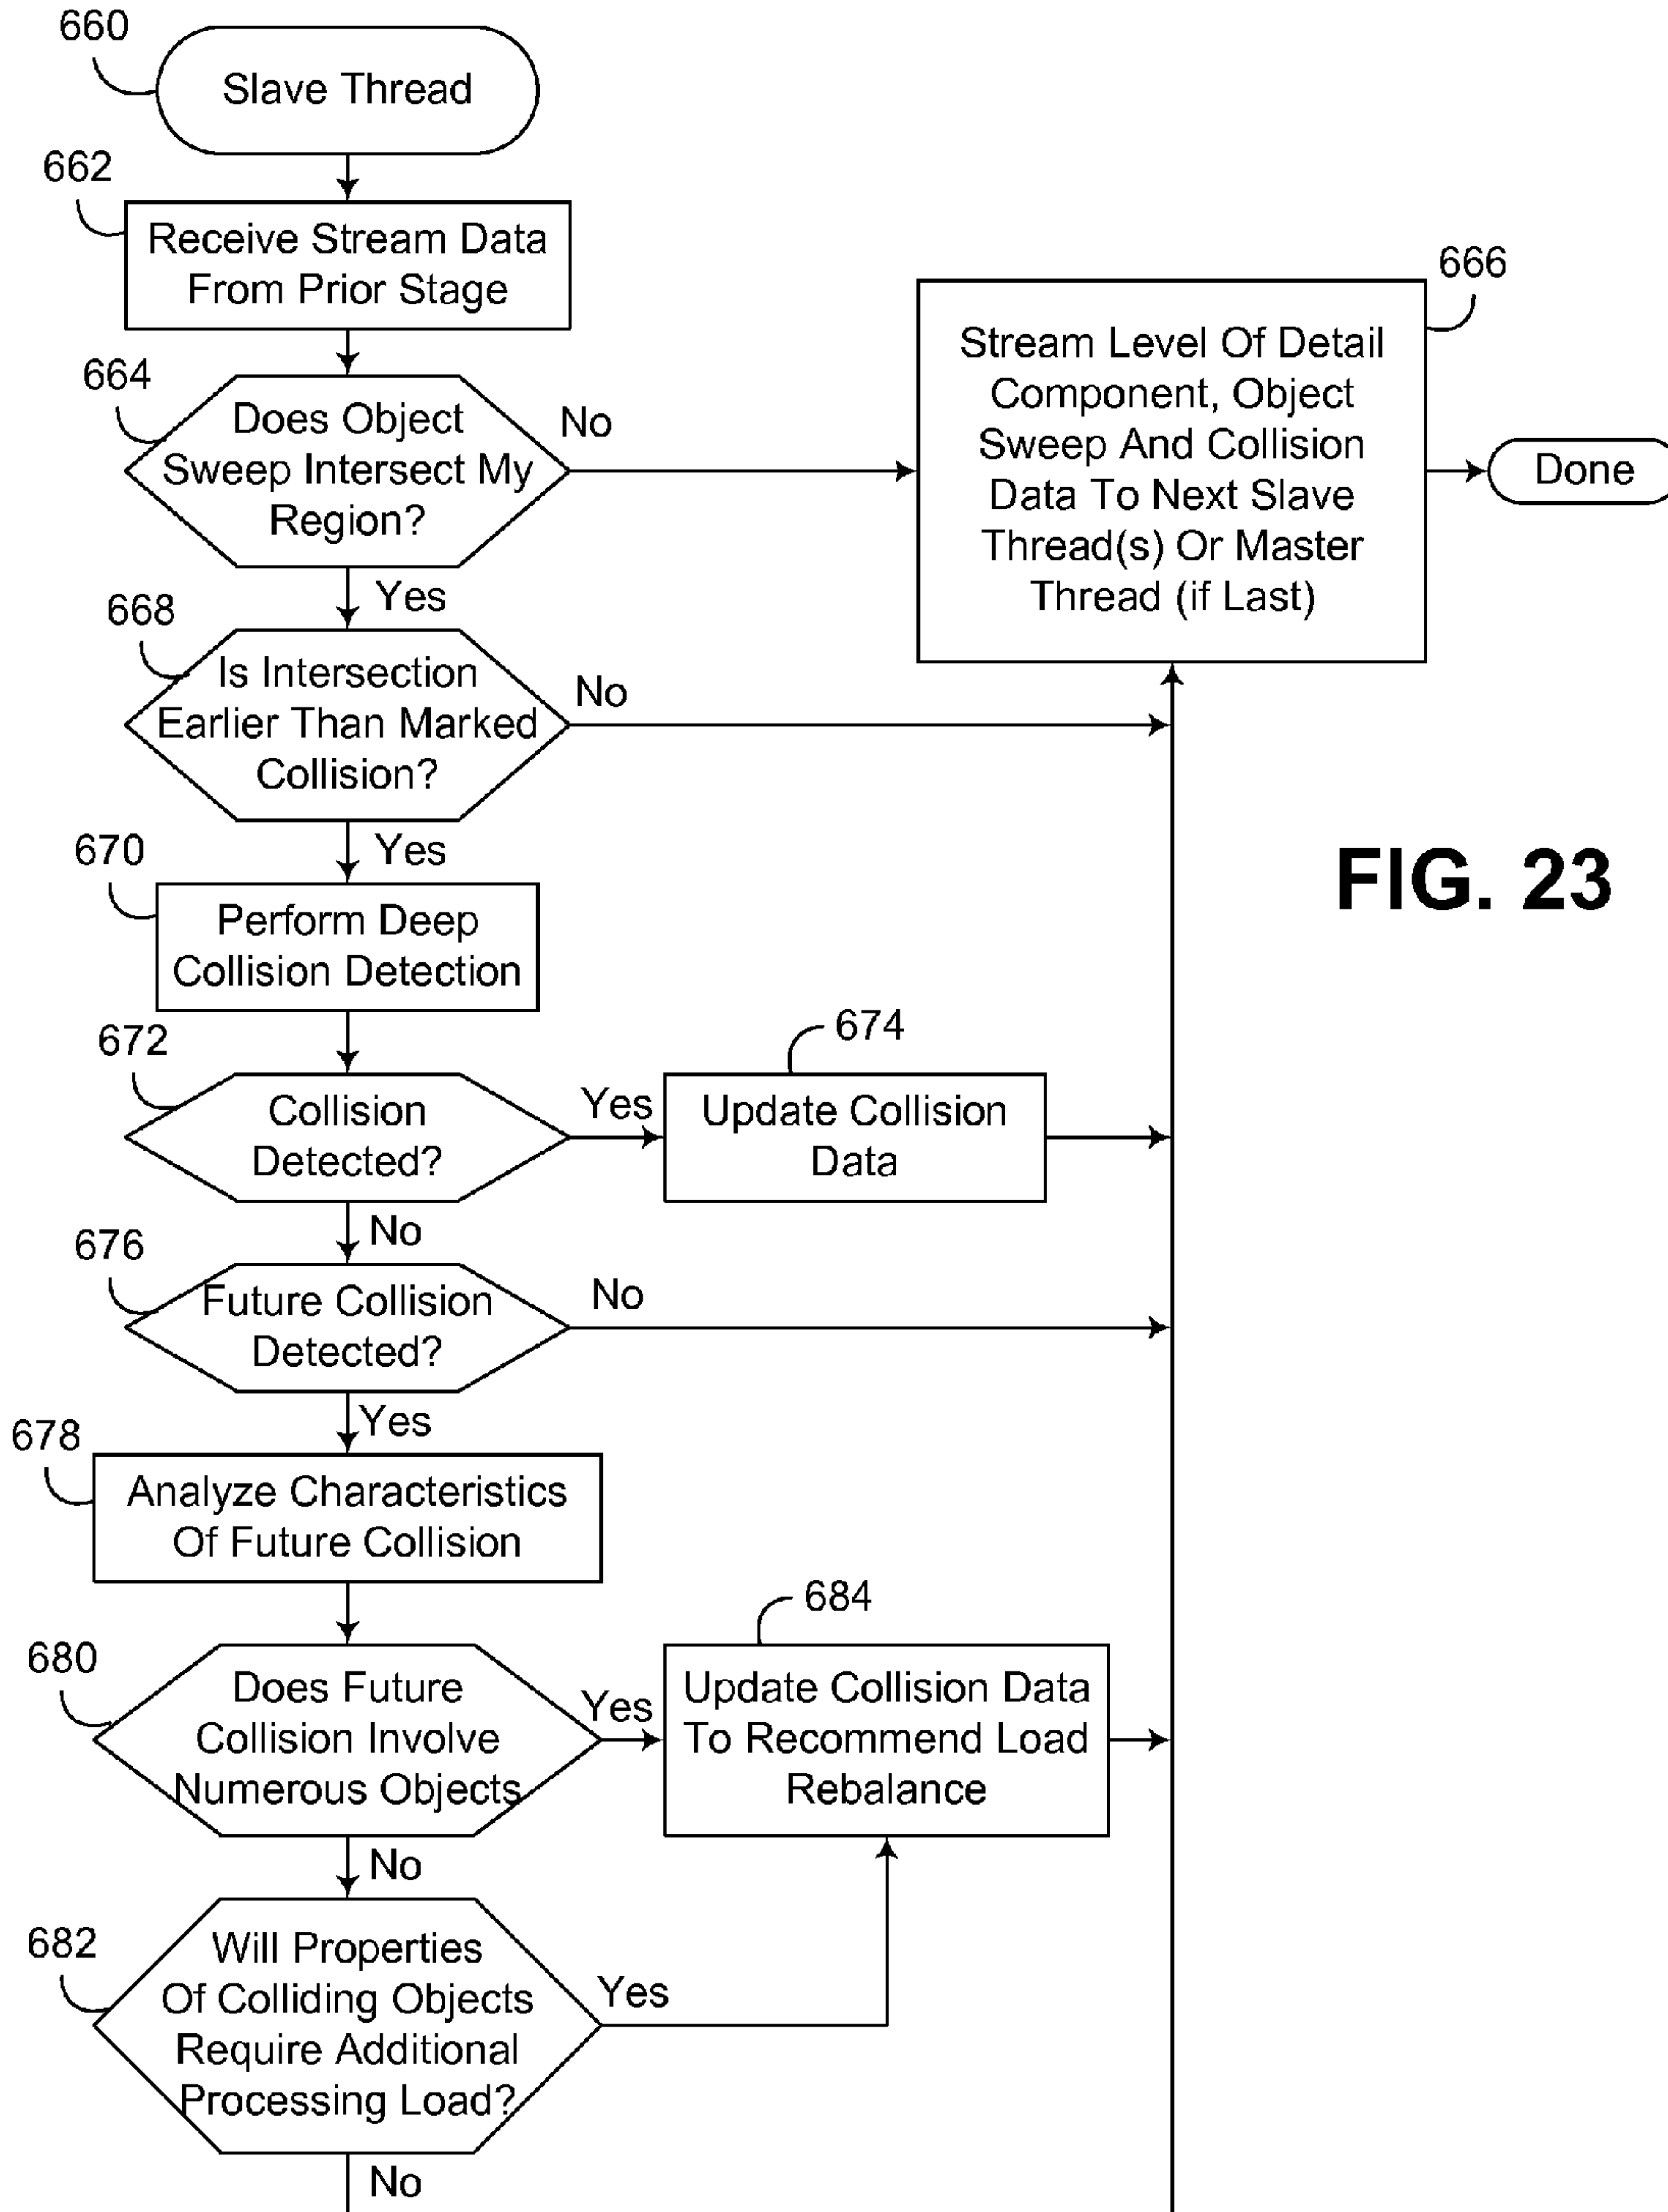 660
Slave Thread
662
Receive Stream Data
From Prior Stage
664
Does Object
Sweep Intersect My
Region?
No
Yes
666
Stream Level Of Detail
Component, Object
Sweep And Collision
Data To Next Slave
Thread(s) Or Master
Thread (if Last)
Done
668
Is Intersection
Earlier Than Marked
Collision?
No
Yes
FIG. 23
670
Perform Deep
Collision Detection
672
Collision
Detected?
Yes
No
674
Update Collision
Data
676
Future Collision
Detected?
No
Yes
678
Analyze Characteristics
Of Future Collision
680
Does Future
Collision Involve
Numerous Objects
Yes
No
684
Update Collision Data
To Recommend Load
Rebalance
682
Will Properties
Of Colliding Objects
Require Additional
Processing Load?
Yes
No